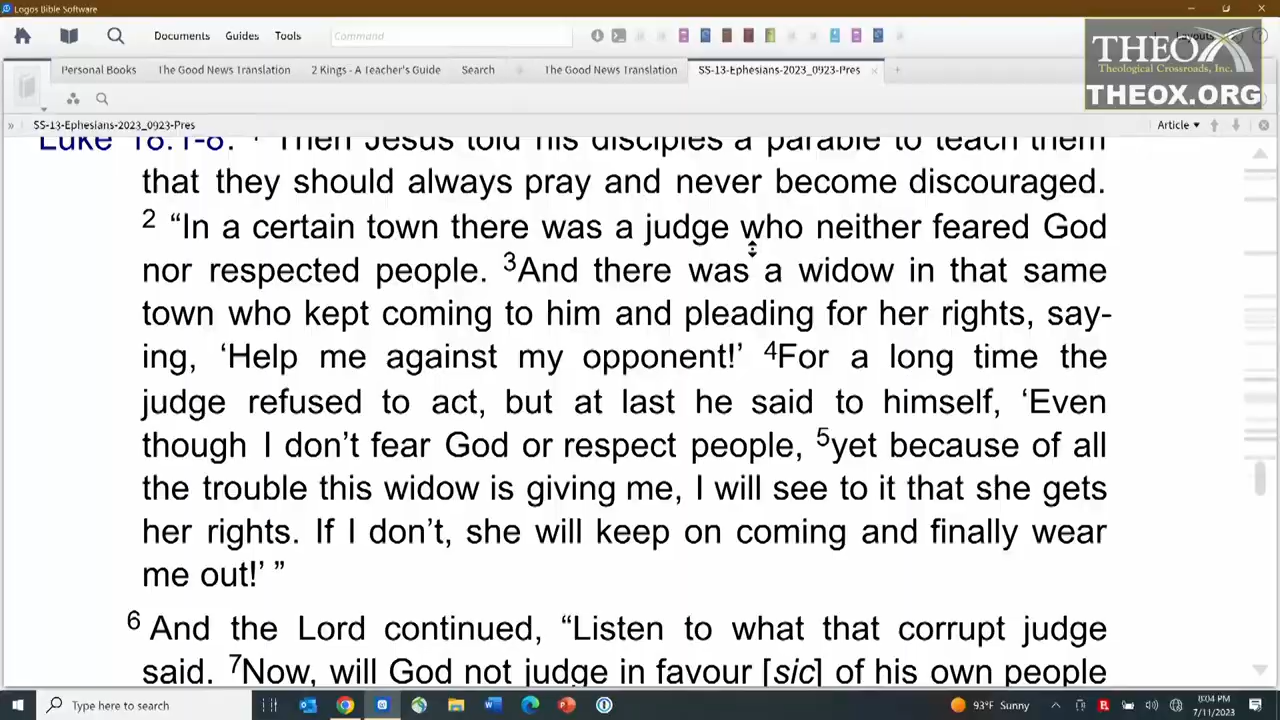 Logos Bible Software
Documents Guides Tools Command Layouts
THEOX
Theological Crossroads, Inc.
THEOX.ORG
Personal Books The Good News Translation 2 Kings - A Teacher's Guide Search The Good News Translation SS-13-Ephesians-2023_0923-Pres
SS-13-Ephesians-2023_0923-Pres Article
Luke 18:1-8: 1 Then Jesus told his disciples a parable to teach them
that they should always pray and never become discouraged.
2 “In a certain town there was a judge who neither feared God
nor respected people. 3And there was a widow in that same
town who kept coming to him and pleading for her rights, say-
ing, ‘Help me against my opponent!’ 4For a long time the
judge refused to act, but at last he said to himself, ‘Even
though I don’t fear God or respect people, 5yet because of all
the trouble this widow is giving me, I will see to it that she gets
her rights. If I don’t, she will keep on coming and finally wear
me out!’ ”
6 And the Lord continued, “Listen to what that corrupt judge
said. 7Now, will God not judge in favour [sic] of his own people
Type here to search 93°F Sunny 8:04 PM
7/11/2023